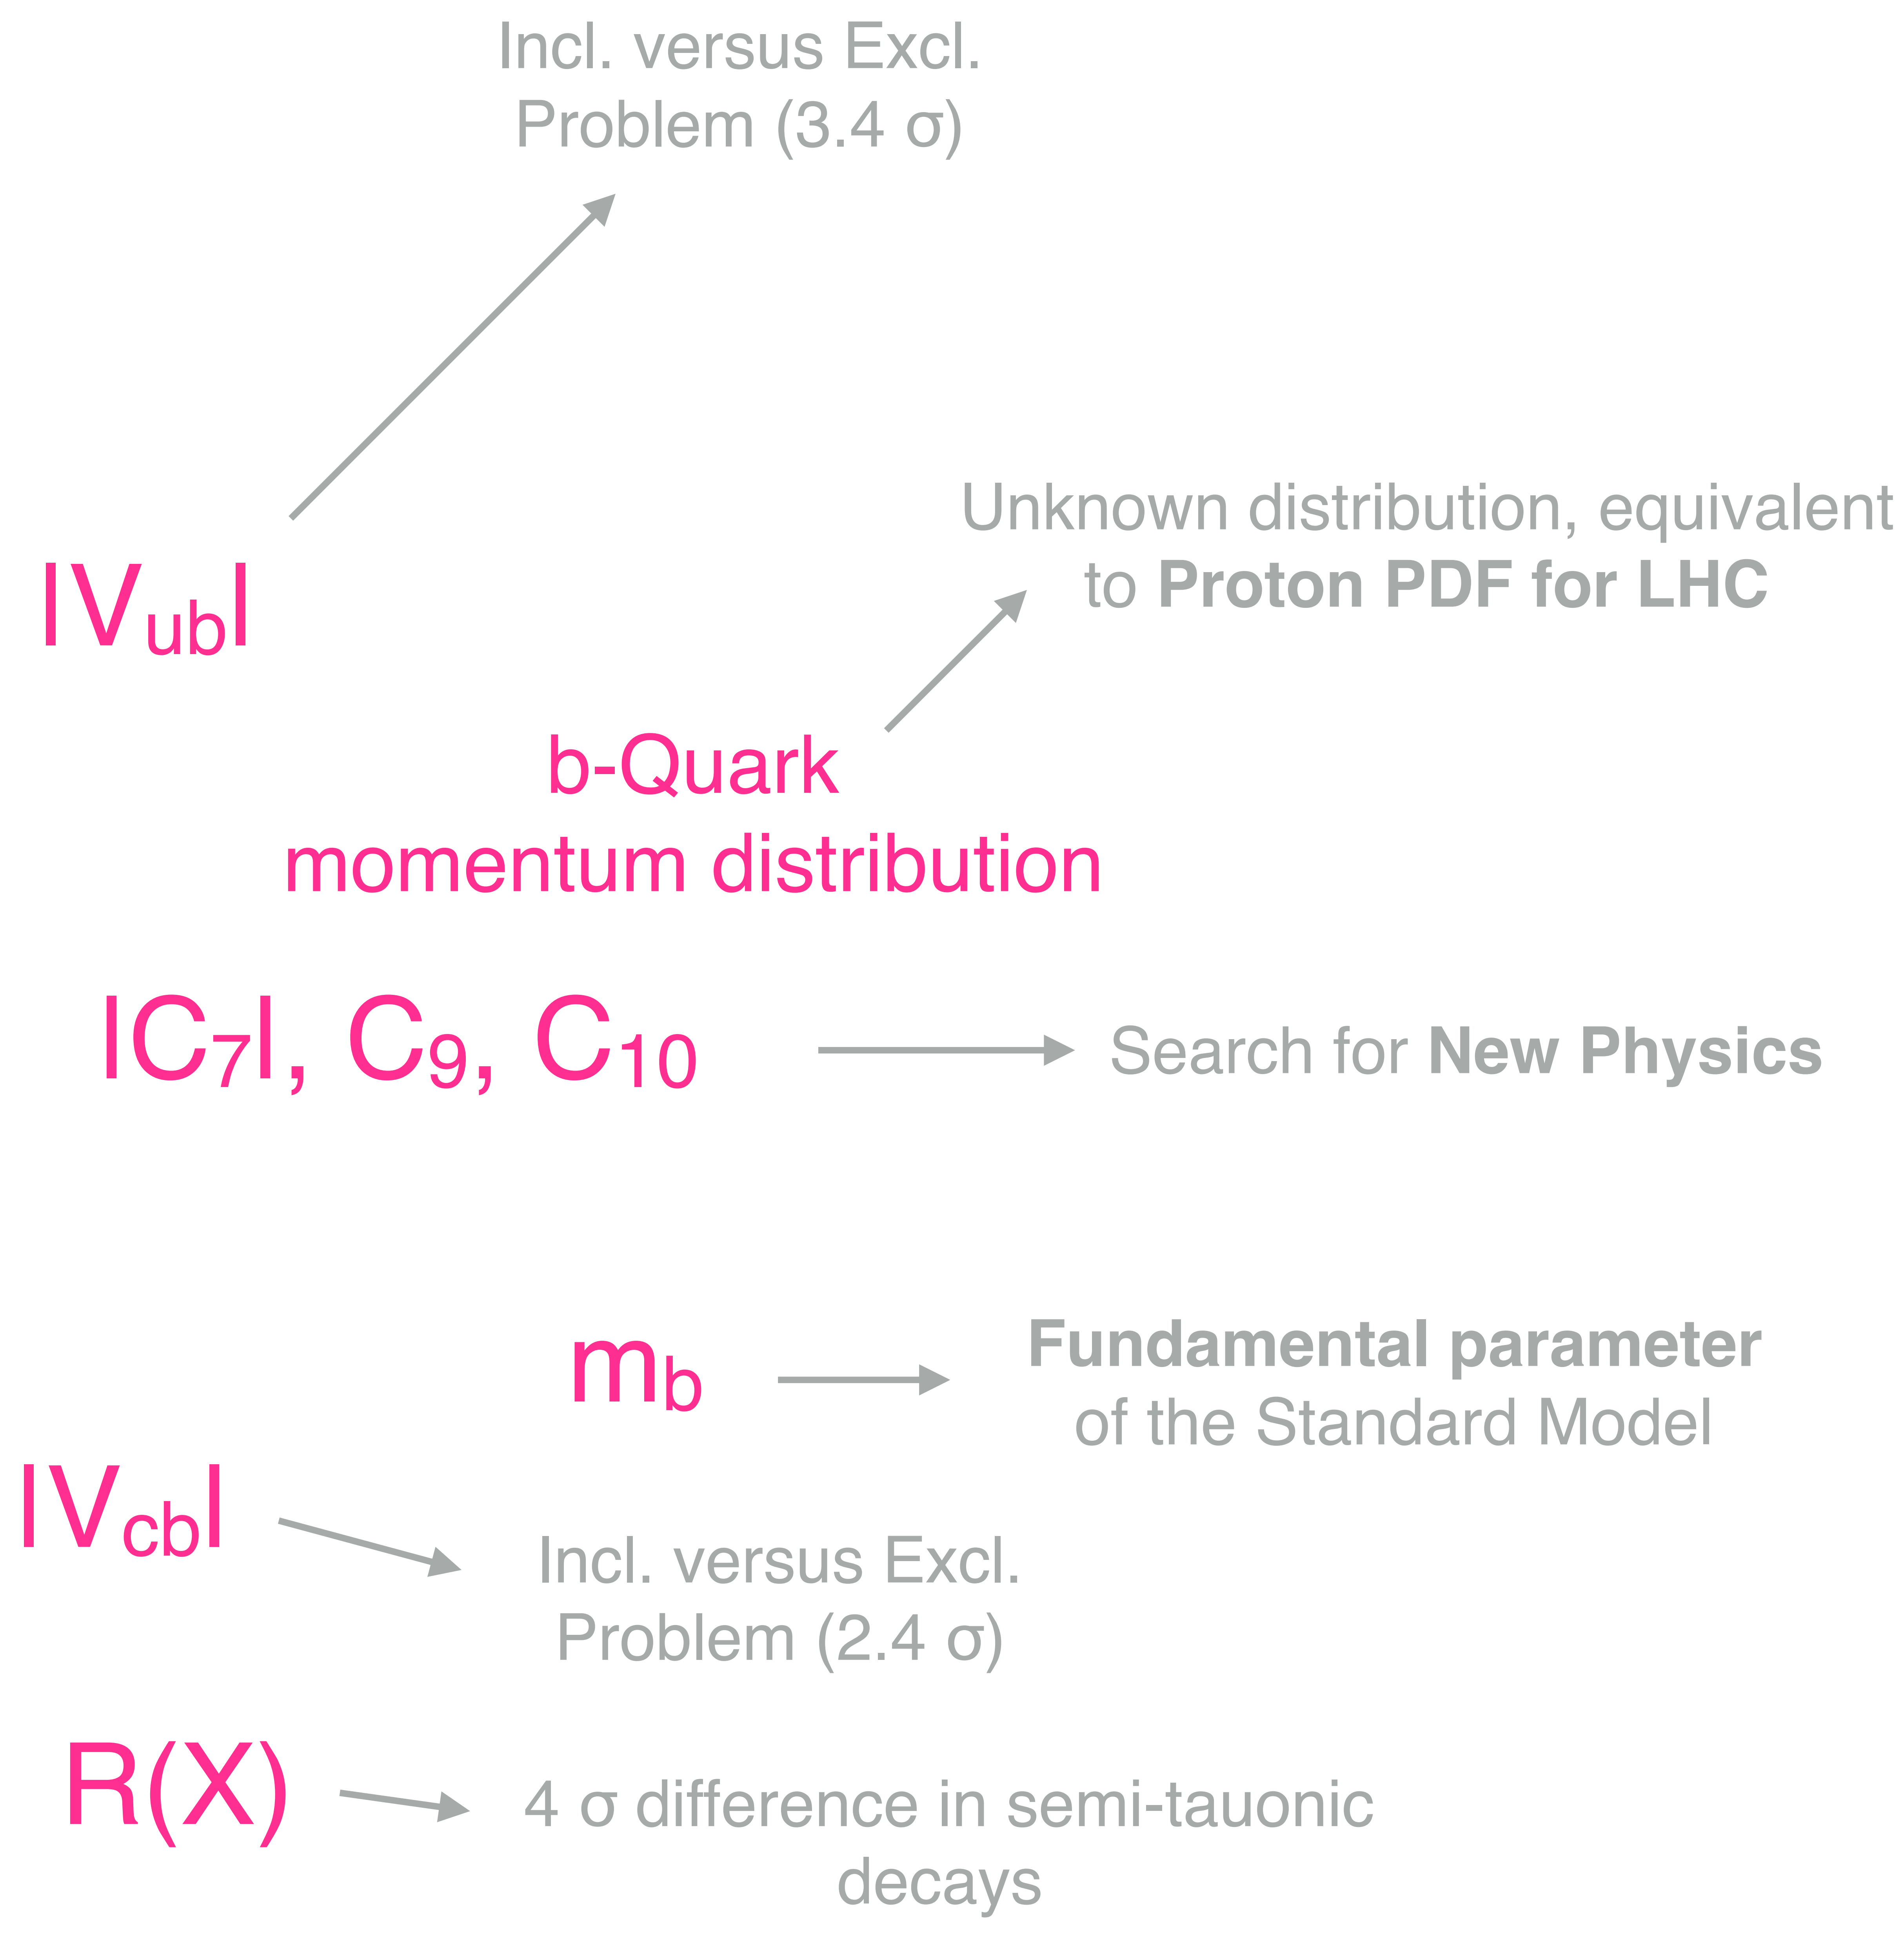 Incl. versus Excl.
Problem (3.4 σ)
Unknown distribution, equivalent
to Proton PDF for LHC
|Vub|
b-Quark
momentum distribution
|C7|, C9, C10
Search for New Physics
Fundamental parameter
mb
of the Standard Model
|Vcb|
Incl. versus Excl.
Problem (2.4 σ)
R(X)
4 σ difference in semi-tauonic
decays